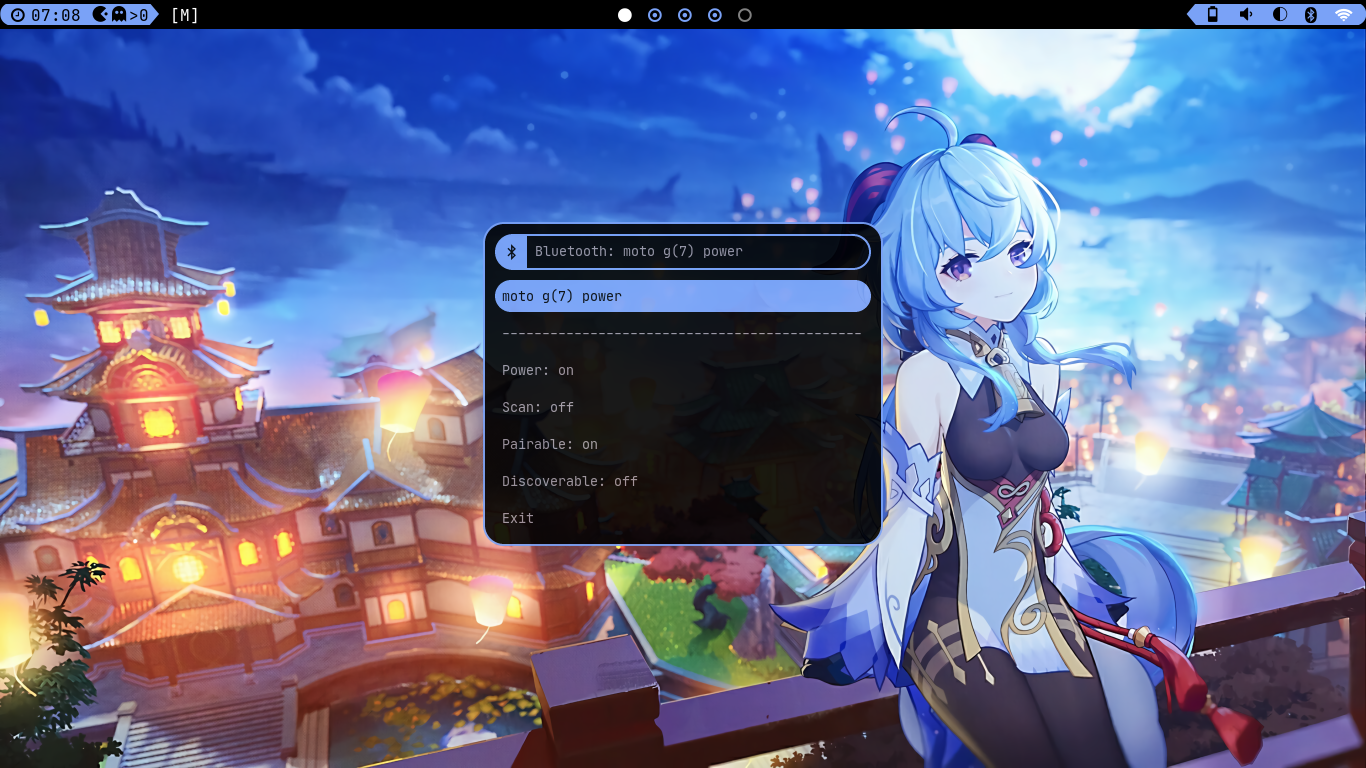 07:08 >0 [M]
Bluetooth: moto g(7) power
moto g(7) power
---------------------------------------------
Power: on
Scan: off
Pairable: on
Discoverable: off
Exit